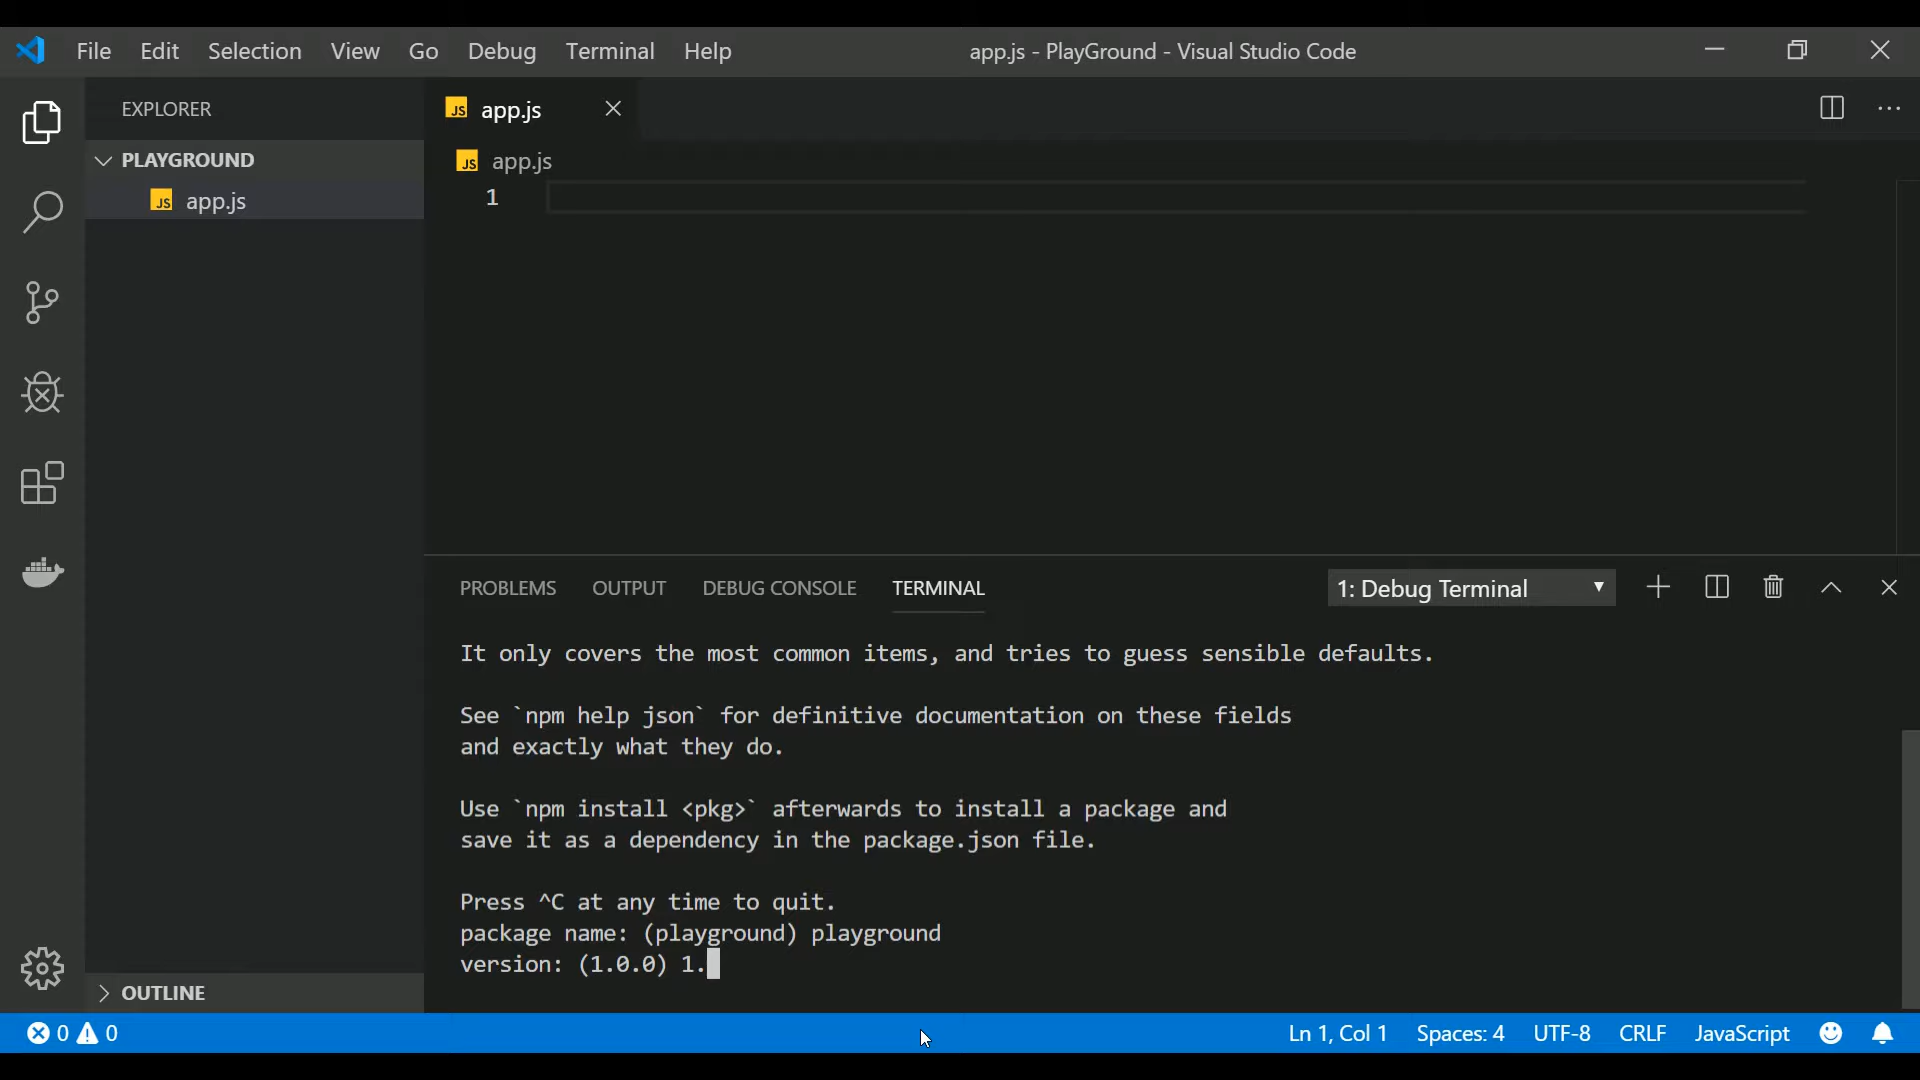 File Edit Selection View Go Debug Terminal Help app.js - PlayGround - Visual Studio Code
EXPLORER
JS app.js
PLAYGROUND
JS app.js
JS app.js
1
PROBLEMS OUTPUT DEBUG CONSOLE TERMINAL 1: Debug Terminal
It only covers the most common items, and tries to guess sensible defaults.
See `npm help json` for definitive documentation on these fields
and exactly what they do.
Use `npm install <pkg>` afterwards to install a package and
save it as a dependency in the package.json file.
Press ^C at any time to quit.
package name: (playground) playground
version: (1.0.0) 1.
OUTLINE
0 0 Ln 1, Col 1 Spaces: 4 UTF-8 CRLF JavaScript